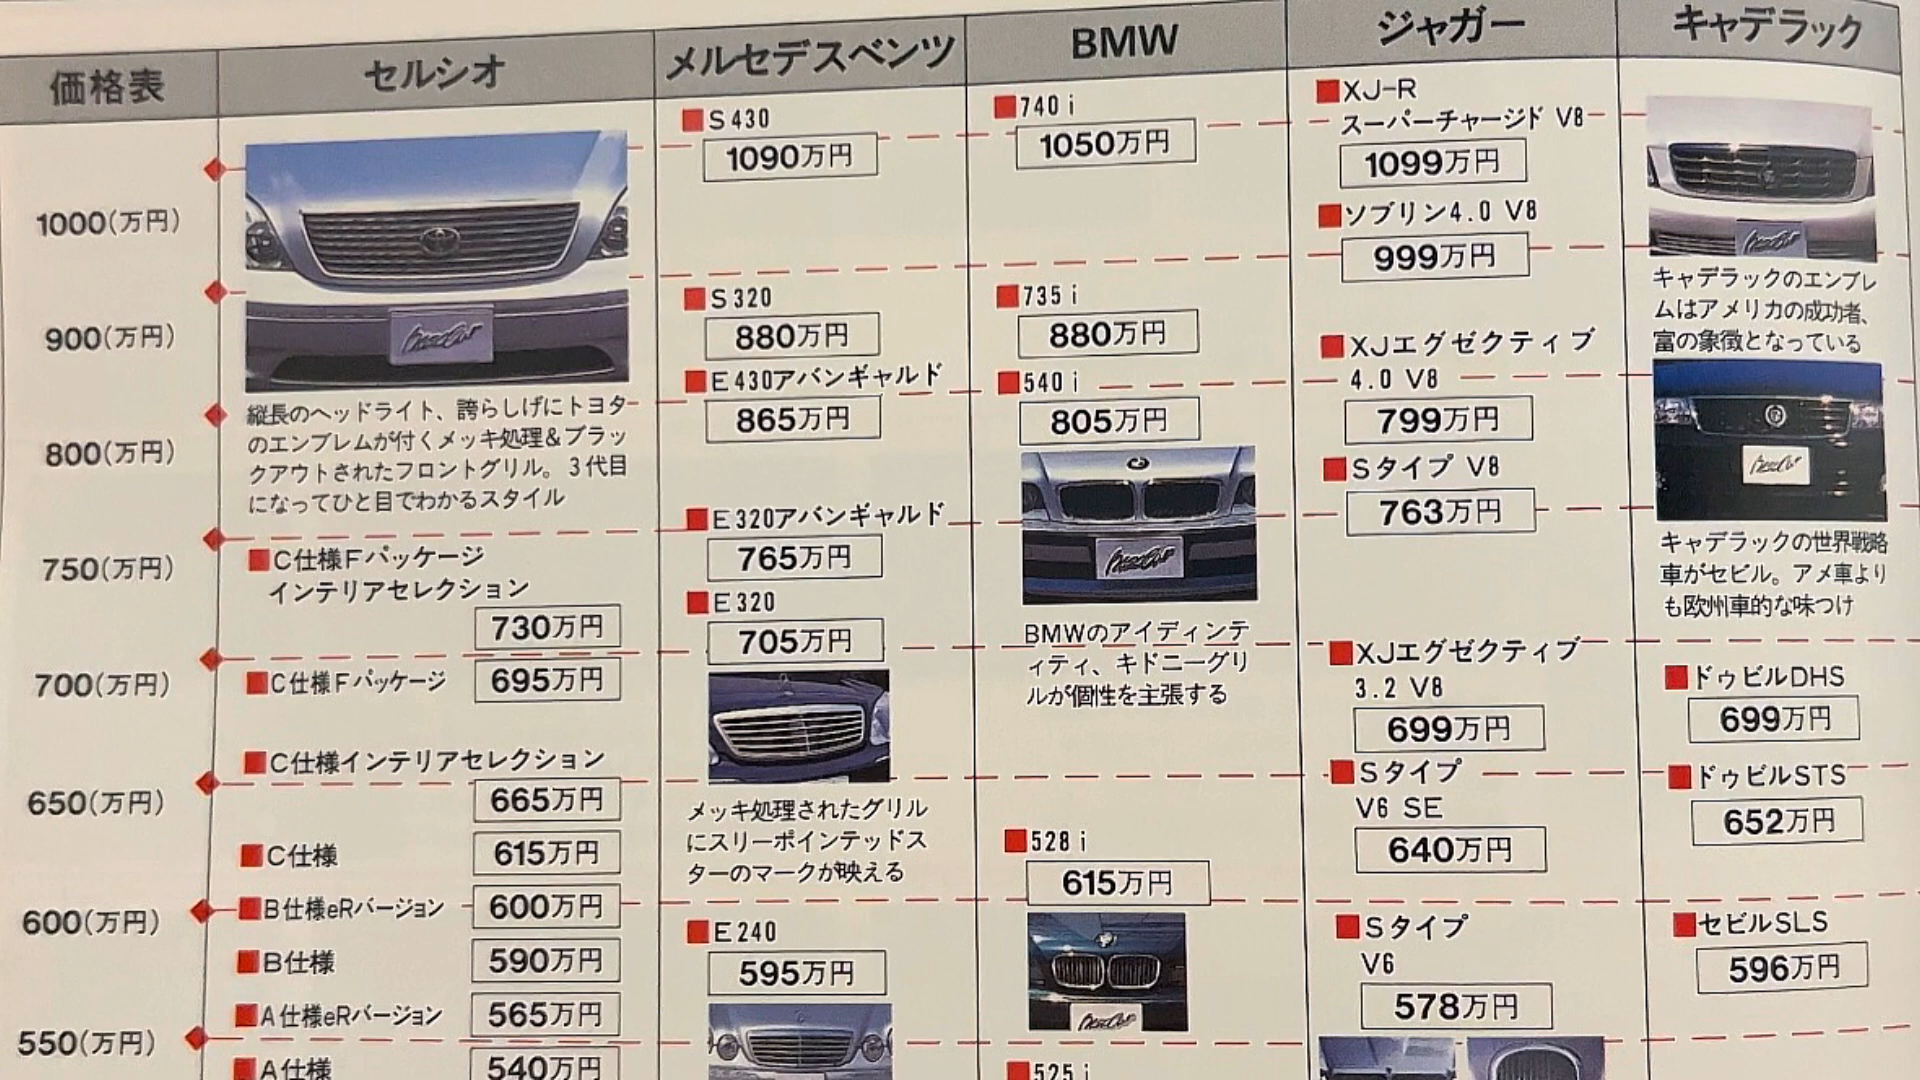 価格表
セルシオ
メルセデスベンツ
BMW
ジャガー
キャデラック
1000(万円)
900(万円)
800(万円)
750(万円)
700(万円)
650(万円)
600(万円)
550(万円)
縦長のヘッドライト、誇らしげにトヨタ
のエンブレムが付くメッキ処理&ブラッ
クアウトされたフロントグリル。3代目
になってひと目でわかるスタイル
C仕様Fパッケージ
インテリアセレクション
730万円
C仕様Fパッケージ 695万円
C仕様インテリアセレクション
665万円
C仕様 615万円
B仕様eRバージョン 600万円
B仕様 590万円
A仕様eRバージョン 565万円
A仕様 540万円
S430
1090万円
S320
880万円
E430アバンギャルド
865万円
E320アバンギャルド
765万円
E320
705万円
メッキ処理されたグリル
にスリーポインテッドス
ターのマークが映える
E240
595万円
740i
1050万円
735i
880万円
540i
805万円
BMWのアイディンテ
ィティ、キドニーグリ
ルが個性を主張する
528i
615万円
525i
XJ-R
スーパーチャージド V8
1099万円
ソブリン4.0 V8
999万円
XJエグゼクティブ
4.0 V8
799万円
Sタイプ V8
763万円
XJエグゼクティブ
3.2 V8
699万円
Sタイプ
V6 SE
640万円
Sタイプ
V6
578万円
キャデラックのエンブレ
ムはアメリカの成功者、
富の象徴となっている
キャデラックの世界戦略
車がセビル。アメ車より
も欧州車的な味つけ
ドゥビルDHS
699万円
ドゥビルSTS
652万円
セビルSLS
596万円